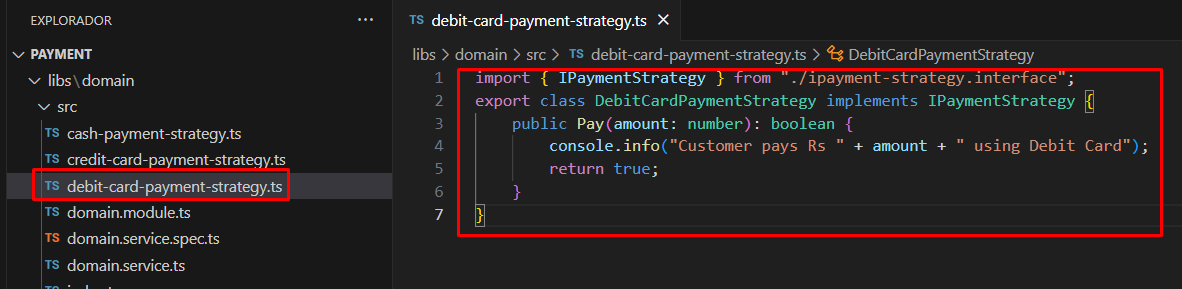 EXPLORADOR
PAYMENT
libs\domain
src
TS cash-payment-strategy.ts
TS credit-card-payment-strategy.ts
TS debit-card-payment-strategy.ts
TS domain.module.ts
TS domain.service.spec.ts
TS domain.service.ts
TS debit-card-payment-strategy.ts ×
libs > domain > src > TS debit-card-payment-strategy.ts > DebitCardPaymentStrategy
1 import { IPaymentStrategy } from "./ipayment-strategy.interface";
2 export class DebitCardPaymentStrategy implements IPaymentStrategy {
3 public Pay(amount: number): boolean {
4 console.info("Customer pays Rs " + amount + " using Debit Card");
5 return true;
6 }
7 }